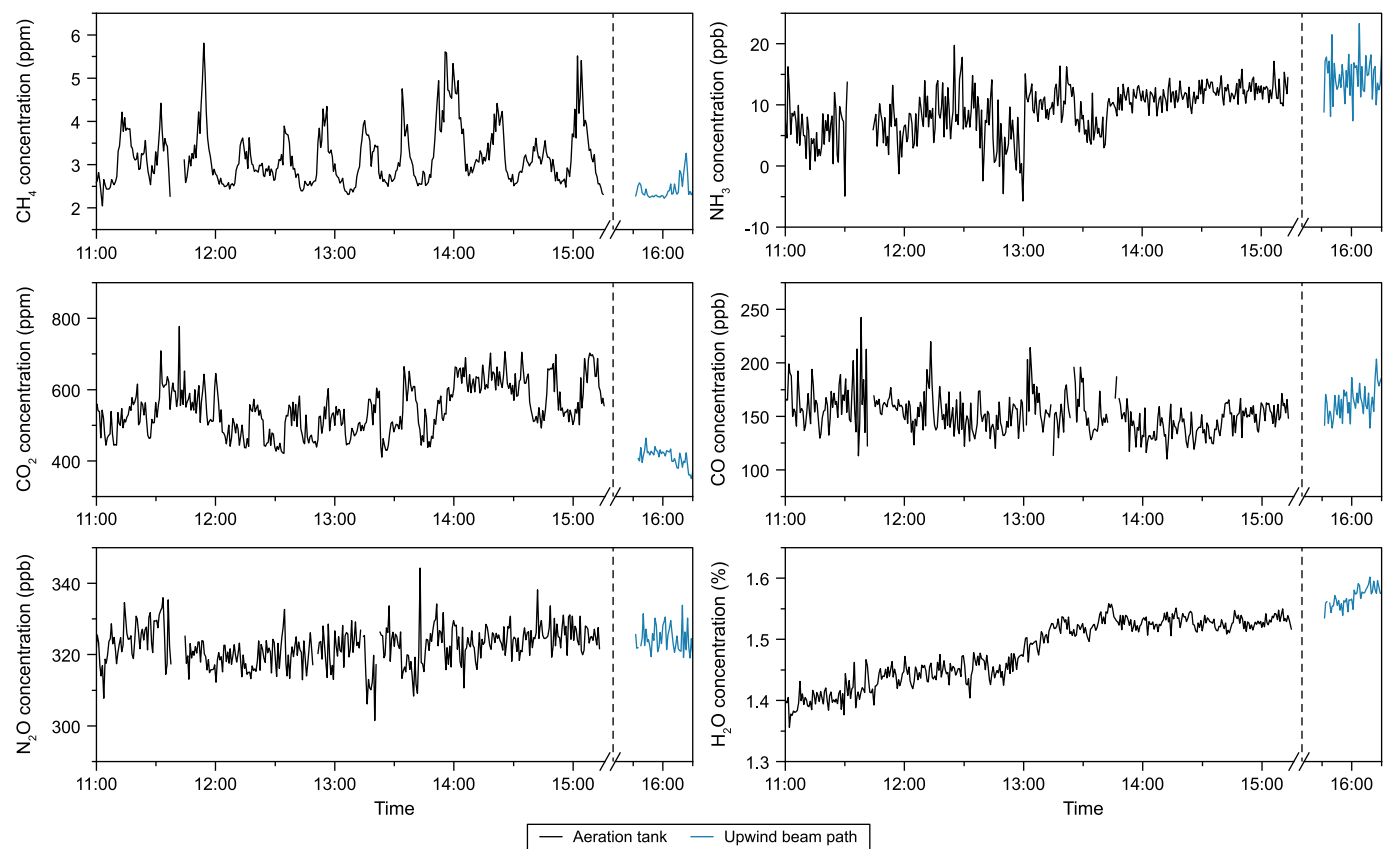 CH₄ concentration (ppm)
6
5
4
3
2
11:00 12:00 13:00 14:00 15:00 16:00
NH₃ concentration (ppb)
20
10
0
-10
11:00 12:00 13:00 14:00 15:00 16:00
CO₂ concentration (ppm)
800
600
400
11:00 12:00 13:00 14:00 15:00 16:00
CO concentration (ppb)
250
200
150
100
11:00 12:00 13:00 14:00 15:00 16:00
N₂O concentration (ppb)
340
320
300
11:00 12:00 13:00 14:00 15:00 16:00
Time
H₂O concentration (%)
1.6
1.5
1.4
1.3
11:00 12:00 13:00 14:00 15:00 16:00
Time
Aeration tank Upwind beam path